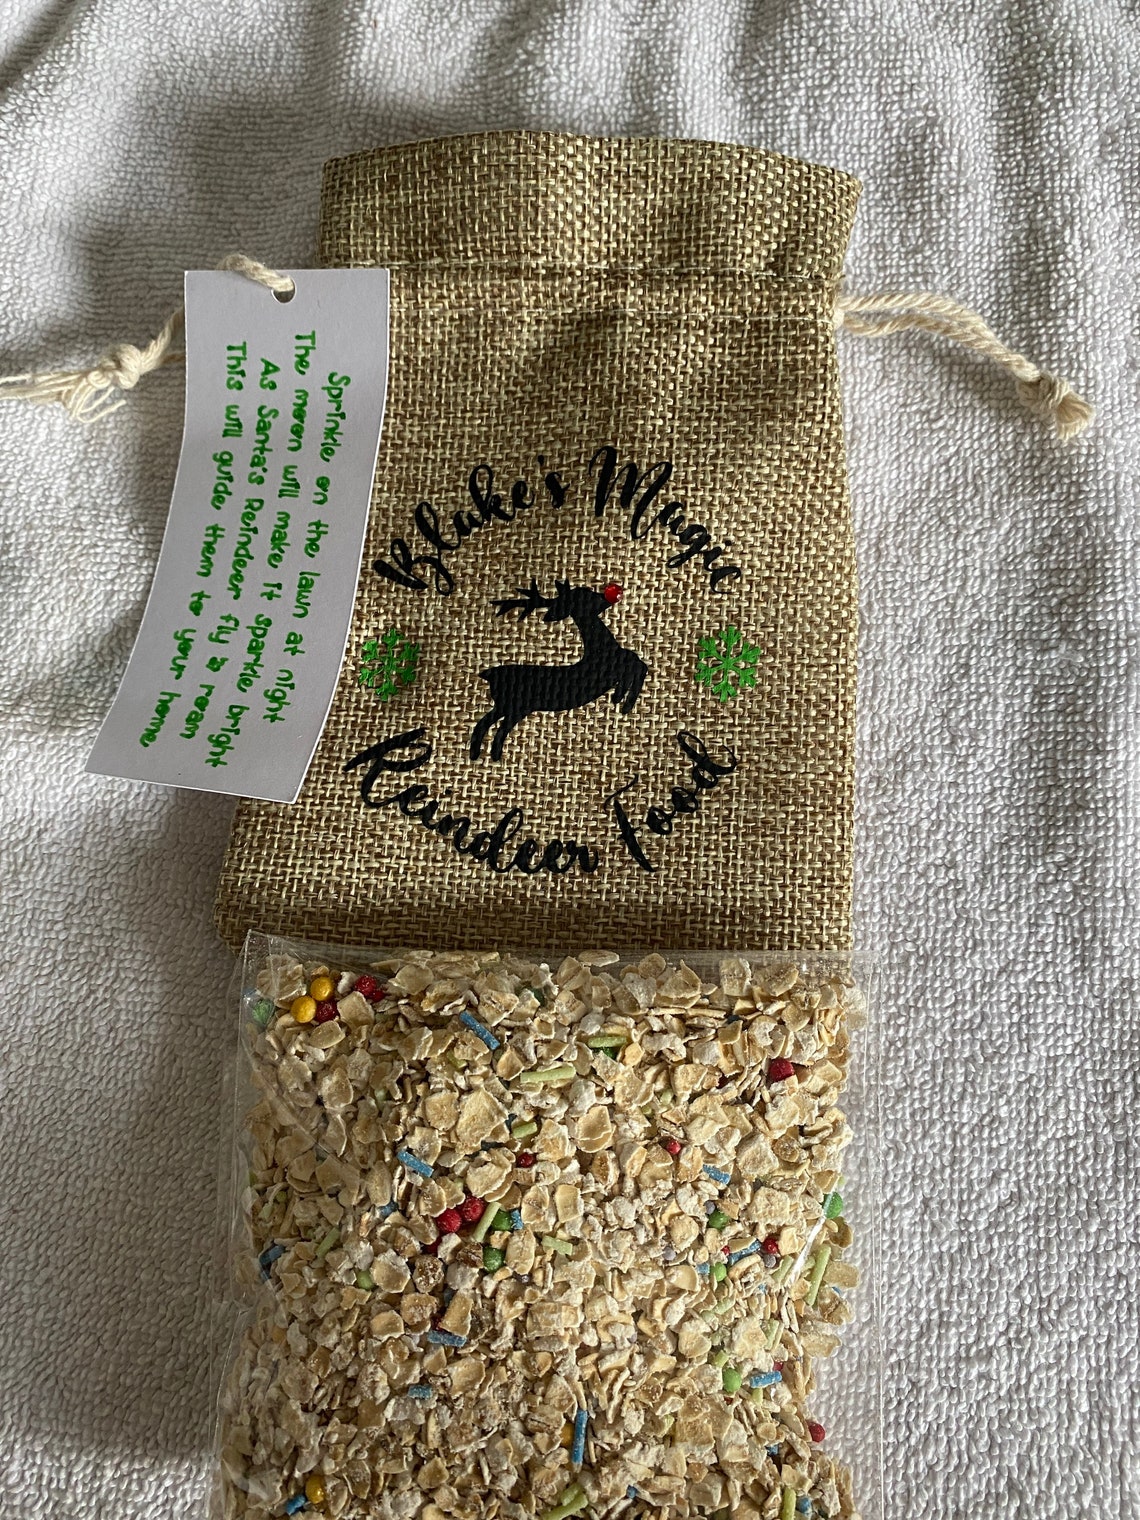 Sprinkle on the lawn at night
The moron will make it sparkle bright
As Santa's Reindeer fly & roam
This will guide them to your home
Blake's Magic
Reindeer Food